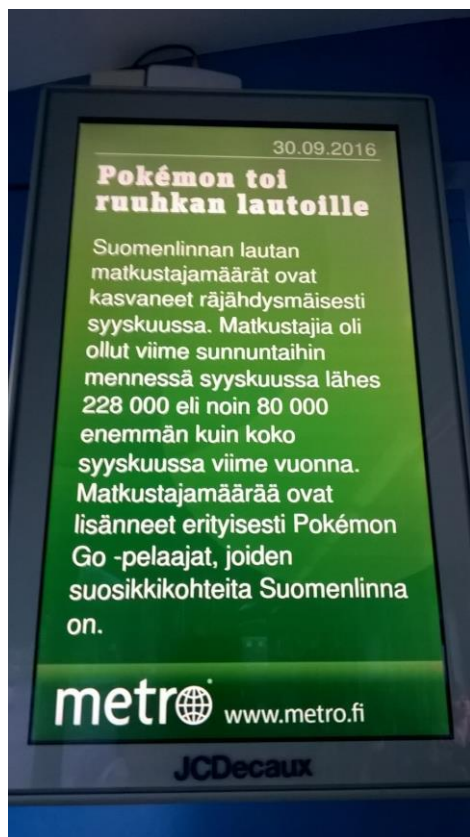 30.09.2016
Pokémon toi
ruuhkan lautoille
Suomenlinnan lautan
matkustajamäärät ovat
kasvaneet räjähdysmäisesti
syyskuussa. Matkustajia oli
ollut viime sunnuntaihin
mennessä syyskuussa lähes
228 000 eli noin 80 000
enemmän kuin koko
syyskuussa viime vuonna.
Matkustajamäärää ovat
lisänneet erityisesti Pokémon
Go -pelaajat, joiden
suosikkikohteita Suomenlinna
on.
metro www.metro.fi
JCDecaux